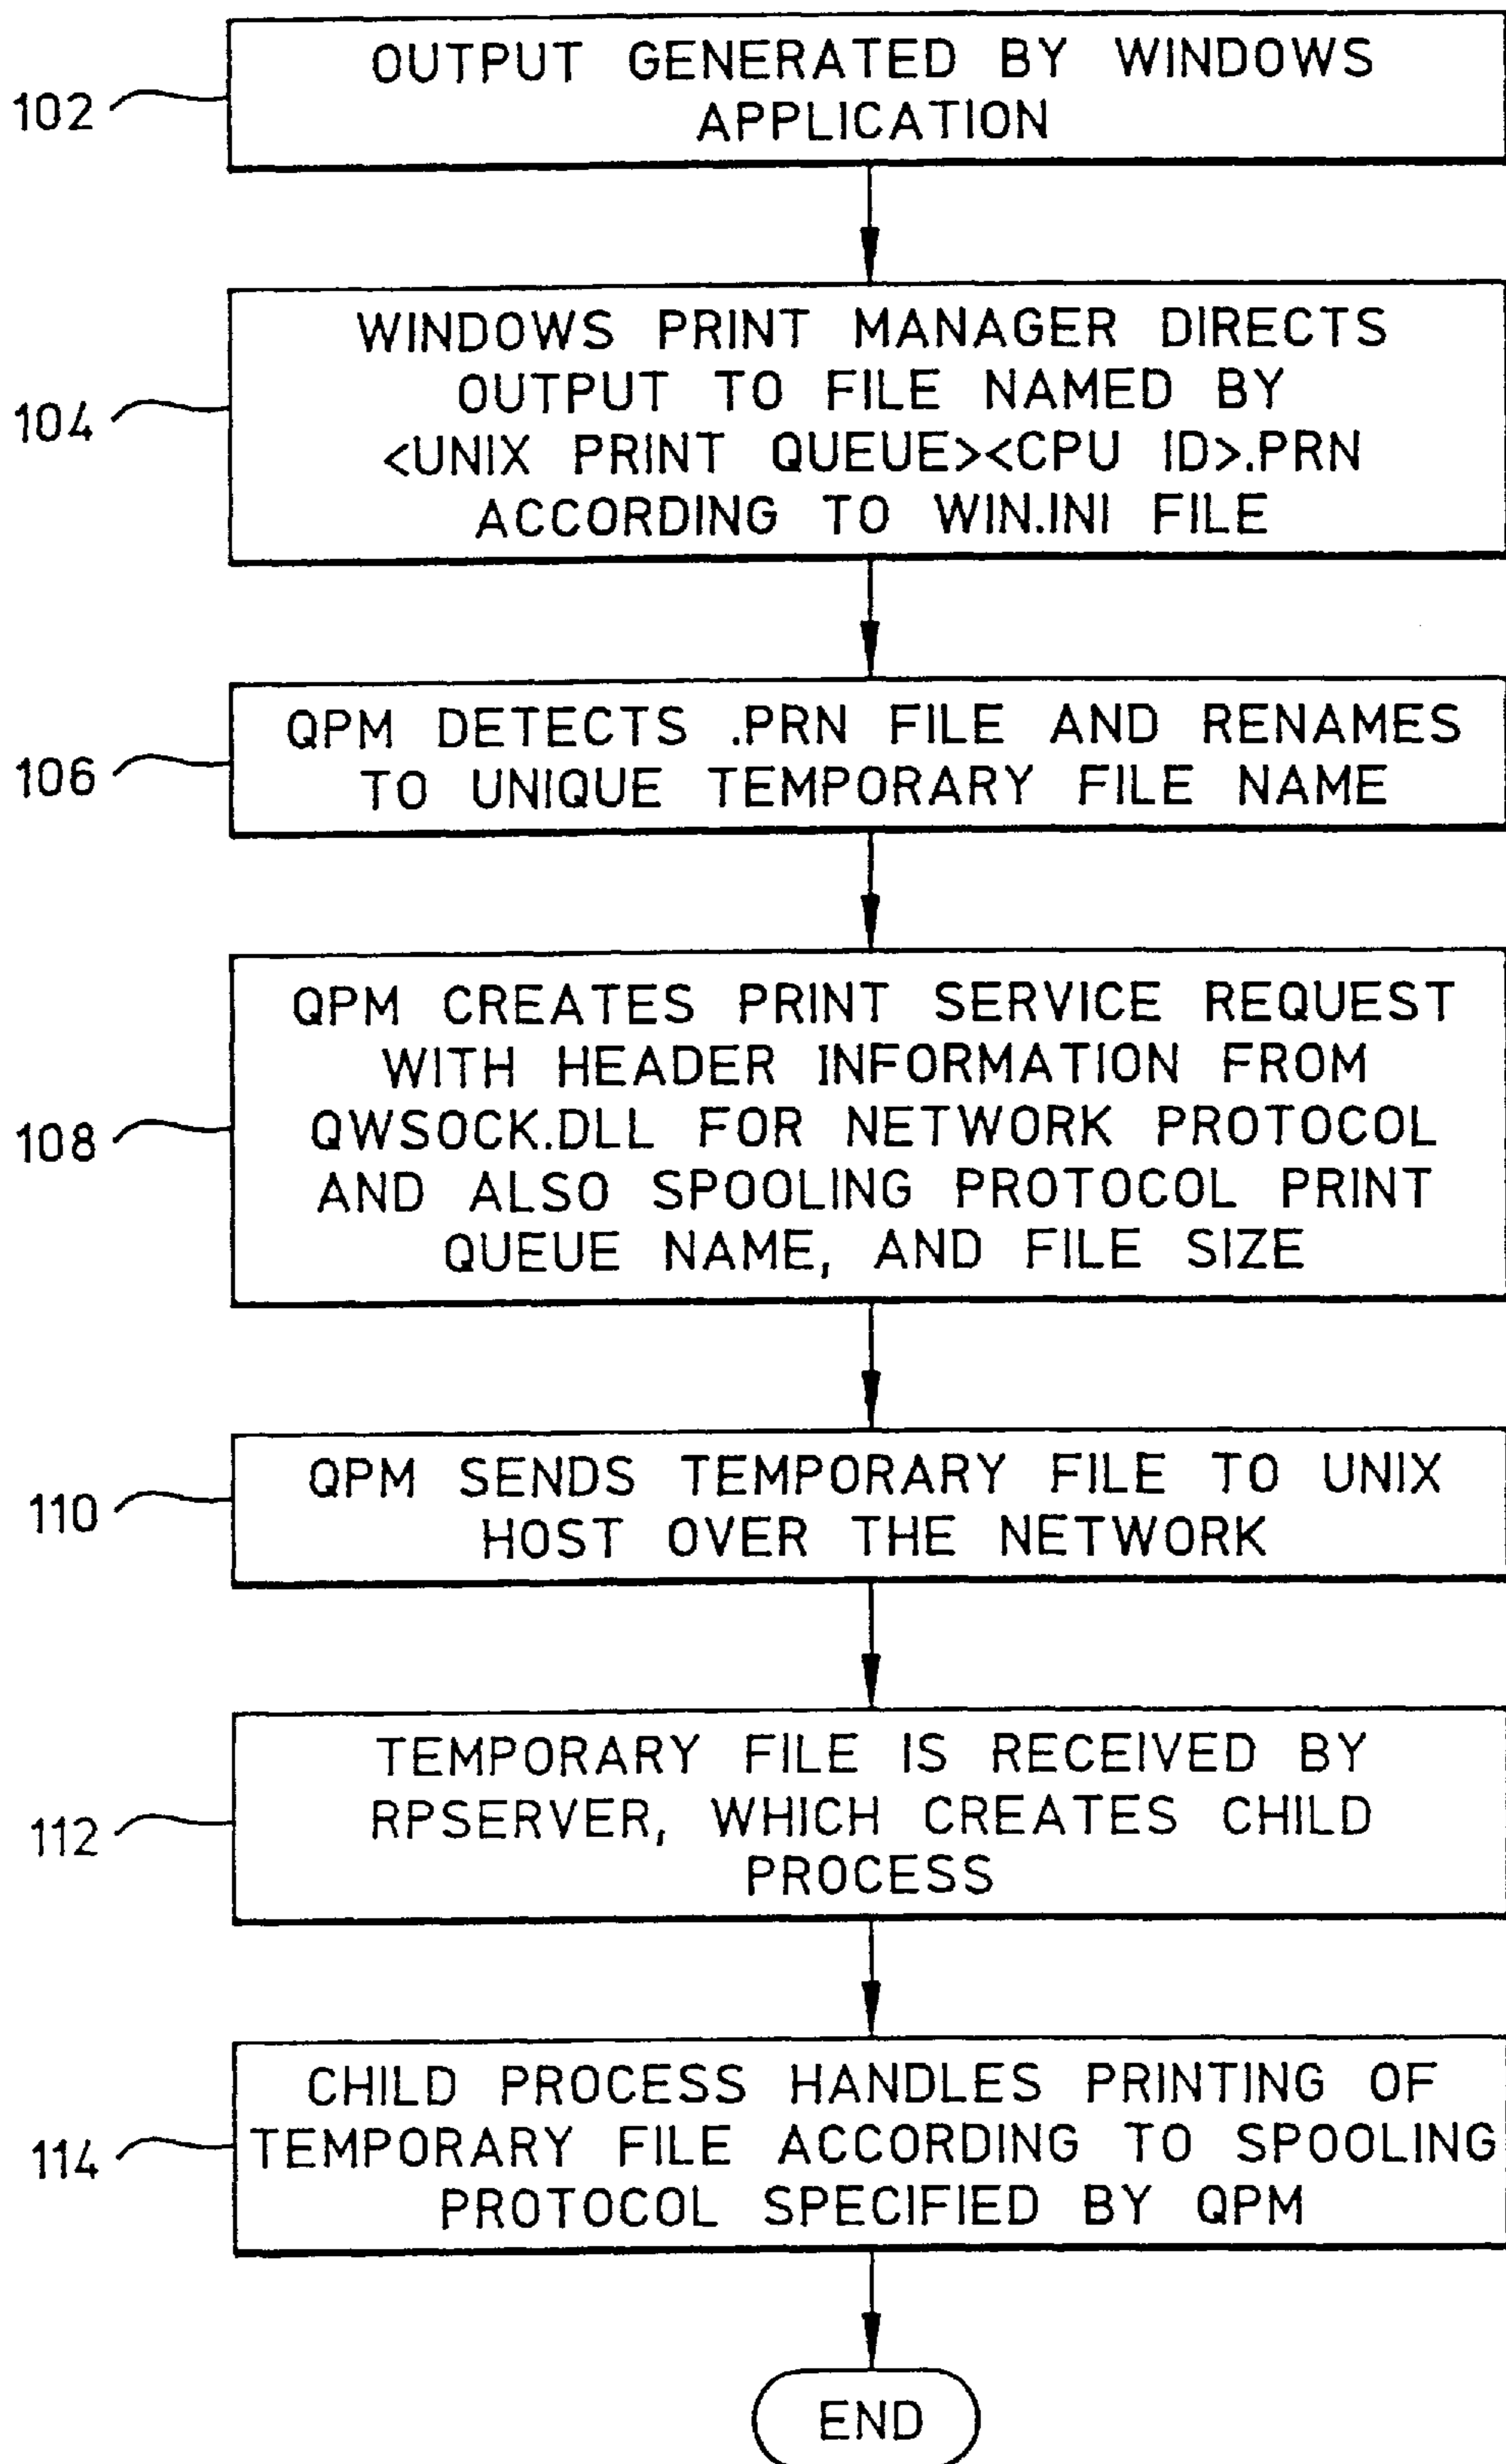 OUTPUT GENERATED BY WINDOWS
APPLICATION
102
WINDOWS PRINT MANAGER DIRECTS
OUTPUT TO FILE NAMED BY
<UNIX PRINT QUEUE><CPU ID>.PRN
ACCORDING TO WIN.INI FILE
104
QPM DETECTS .PRN FILE AND RENAMES
TO UNIQUE TEMPORARY FILE NAME
106
QPM CREATES PRINT SERVICE REQUEST
WITH HEADER INFORMATION FROM
QWSOCK.DLL FOR NETWORK PROTOCOL
AND ALSO SPOOLING PROTOCOL PRINT
QUEUE NAME, AND FILE SIZE
108
QPM SENDS TEMPORARY FILE TO UNIX
HOST OVER THE NETWORK
110
TEMPORARY FILE IS RECEIVED BY
RPSERVER, WHICH CREATES CHILD
PROCESS
112
CHILD PROCESS HANDLES PRINTING OF
TEMPORARY FILE ACCORDING TO SPOOLING
PROTOCOL SPECIFIED BY QPM
114
END